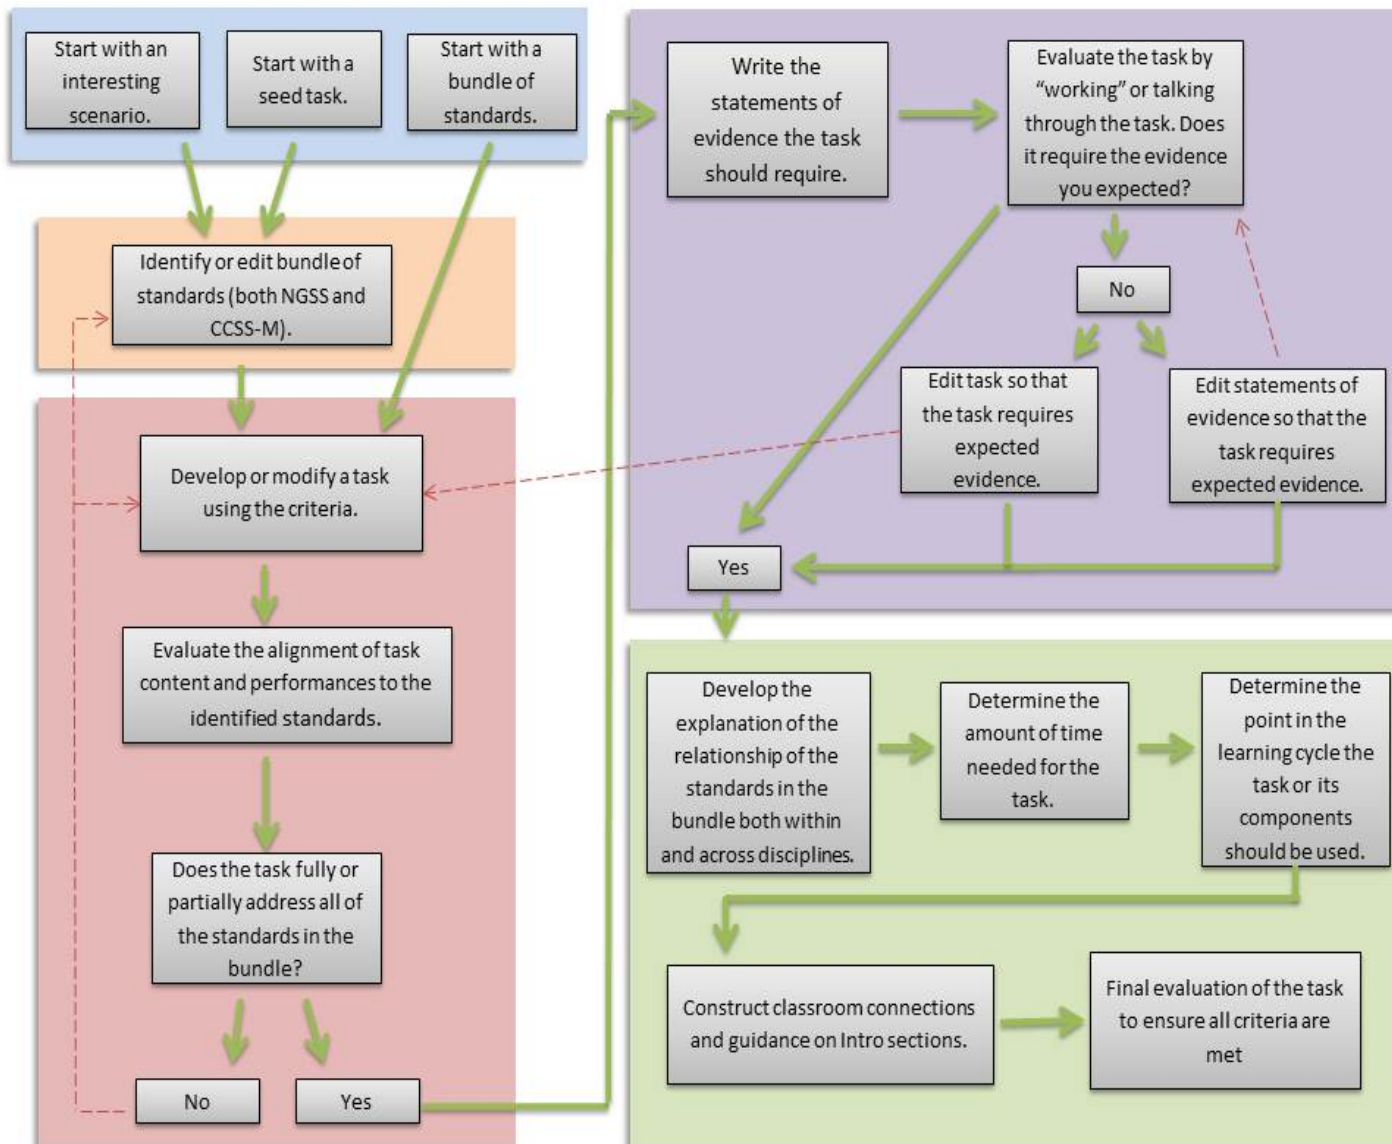 Start with an
interesting
scenario.
Start with a
seed task.
Start with a
bundle of
standards.
Identify or edit bundle of
standards (both NGSS and
CCSS-M).
Develop or modify a task
using the criteria.
Evaluate the alignment of task
content and performances to the
identified standards.
Does the task fully or
partially address all of
the standards in the
bundle?
No
Yes
Write the
statements of
evidence the task
should require.
Evaluate the task by
“working” or talking
through the task. Does
it require the evidence
you expected?
No
Edit task so that
the task requires
expected
evidence.
Edit statements of
evidence so that the
task requires
expected evidence.
Yes
Develop the
explanation of the
relationship of the
standards in the
bundle both within
and across disciplines.
Determine the
amount of time
needed for the
task.
Determine the
point in the
learning cycle the
task or its
components
should be used.
Construct classroom connections
and guidance on Intro sections.
Final evaluation of the task
to ensure all criteria are
met